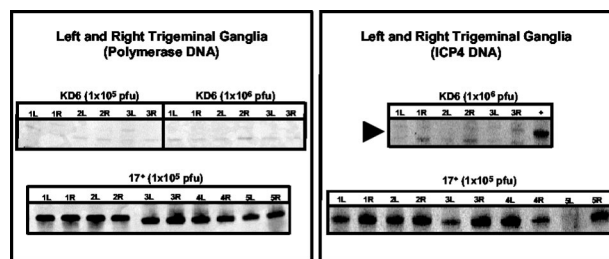 Left and Right Trigeminal Ganglia
(Polymerase DNA)
KD6 (1x10⁵ pfu) KD6 (1x10⁶ pfu)
1L 1R 2L 2R 3L 3R 1L 1R 2L 2R 3L 3R
17⁺ (1x10⁵ pfu)
1L 1R 2L 2R 3L 3R 4L 4R 5L 5R
Left and Right Trigeminal Ganglia
(ICP4 DNA)
KD6 (1x10⁶ pfu)
1L 1R 2L 2R 3L 3R +
17⁺ (1x10⁵ pfu)
1L 1R 2L 2R 3L 3R 4L 4R 5L 5R